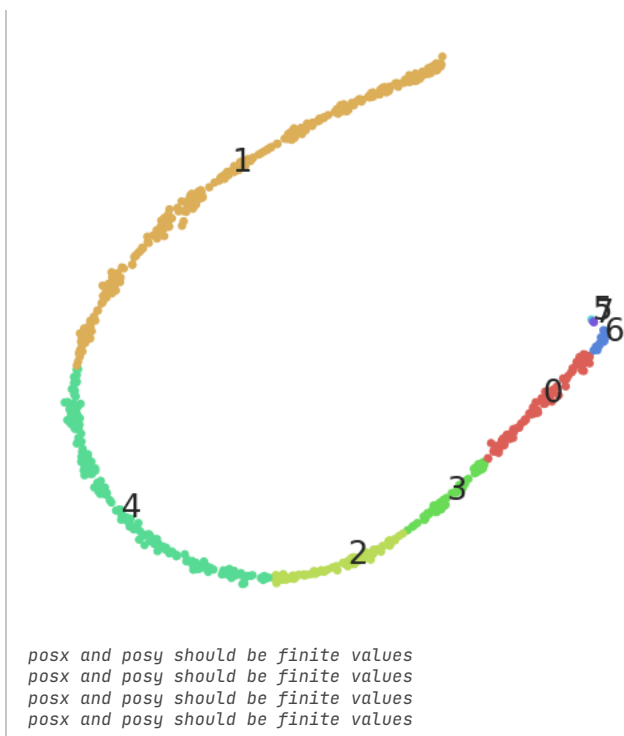 1
5
6
0
3
4
2
posx and posy should be finite values
posx and posy should be finite values
posx and posy should be finite values
posx and posy should be finite values